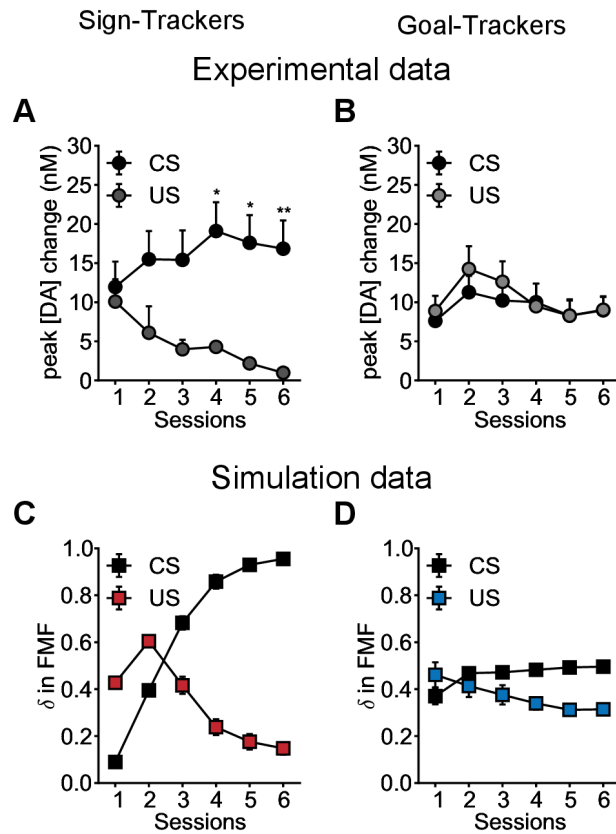 Sign-Trackers Goal-Trackers
Experimental data
A B
30 CS
25 US
20
15
10
5
0
peak [DA] change (nM)
* * **
1 2 3 4 5 6
Sessions
30 CS
25 US
20
15
10
5
0
peak [DA] change (nM)
1 2 3 4 5 6
Sessions
Simulation data
C D
1.0 CS
0.8 US
0.6
0.4
0.2
0.0
δ in FMF
1 2 3 4 5 6
Sessions
1.0 CS
0.8 US
0.6
0.4
0.2
0.0
δ in FMF
1 2 3 4 5 6
Sessions